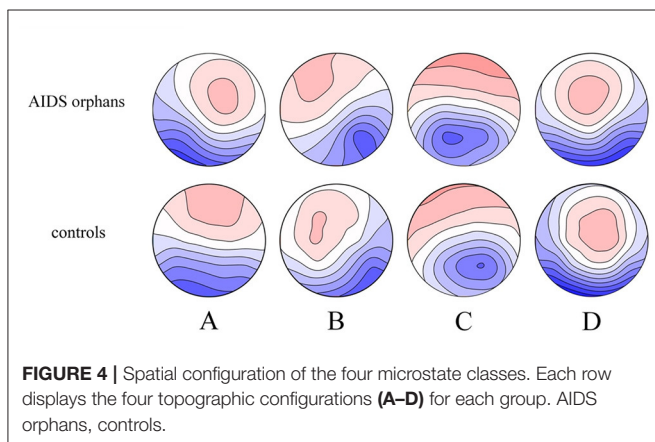 AIDS orphans
controls
A B C D
FIGURE 4 | Spatial configuration of the four microstate classes. Each row
displays the four topographic configurations (A–D) for each group. AIDS
orphans, controls.